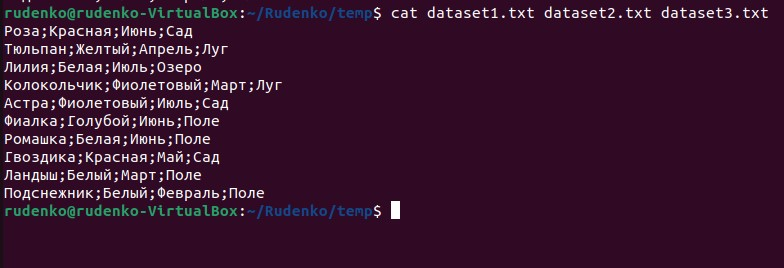 rudenko@rudenko-VirtualBox:~/Rudenko/temp$ cat dataset1.txt dataset2.txt dataset3.txt
Роза;Красная;Июнь;Сад
Тюльпан;Желтый;Апрель;Луг
Лилия;Белая;Июль;Озеро
Колокольчик;Фиолетовый;Март;Луг
Астра;Фиолетовый;Июль;Сад
Фиалка;Голубой;Июнь;Поле
Ромашка;Белая;Июнь;Поле
Гвоздика;Красная;Май;Сад
Ландыш;Белый;Март;Поле
Подснежник;Белый;Февраль;Поле
rudenko@rudenko-VirtualBox:~/Rudenko/temp$